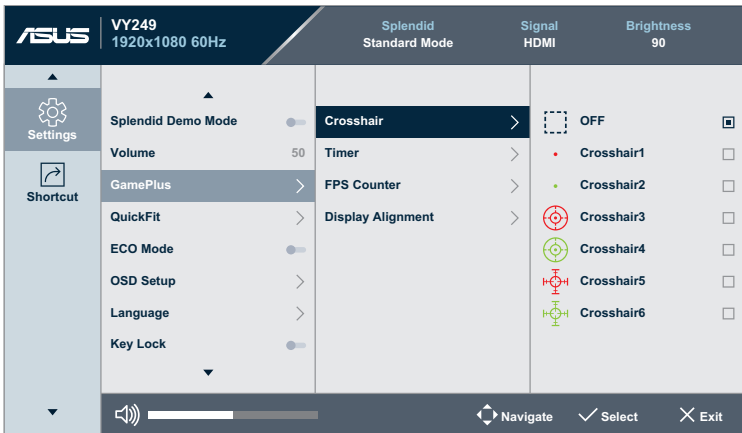 ASUS
VY249
1920x1080 60Hz
Splendid
Standard Mode
Signal
HDMI
Brightness
90
Settings
Shortcut
Splendid Demo Mode
Volume 50
GamePlus
QuickFit
ECO Mode
OSD Setup
Language
Key Lock
Crosshair
Timer
FPS Counter
Display Alignment
OFF
Crosshair1
Crosshair2
Crosshair3
Crosshair4
Crosshair5
Crosshair6
Navigate Select Exit